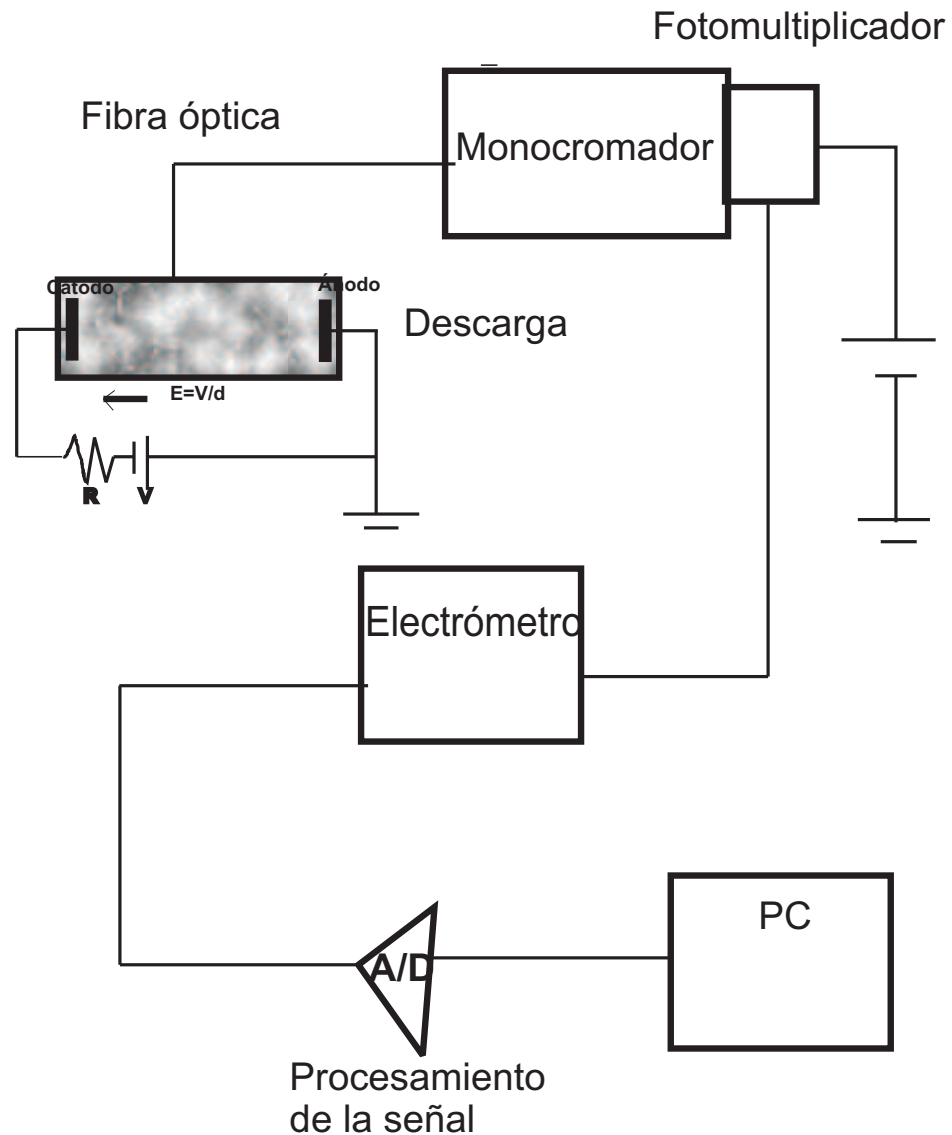 Fotomultiplicador
Fibra óptica
Monocromador
Cátodo
Ánodo
Descarga
E=V/d
R
V
Electrómetro
PC
A/D
Procesamiento
de la señal